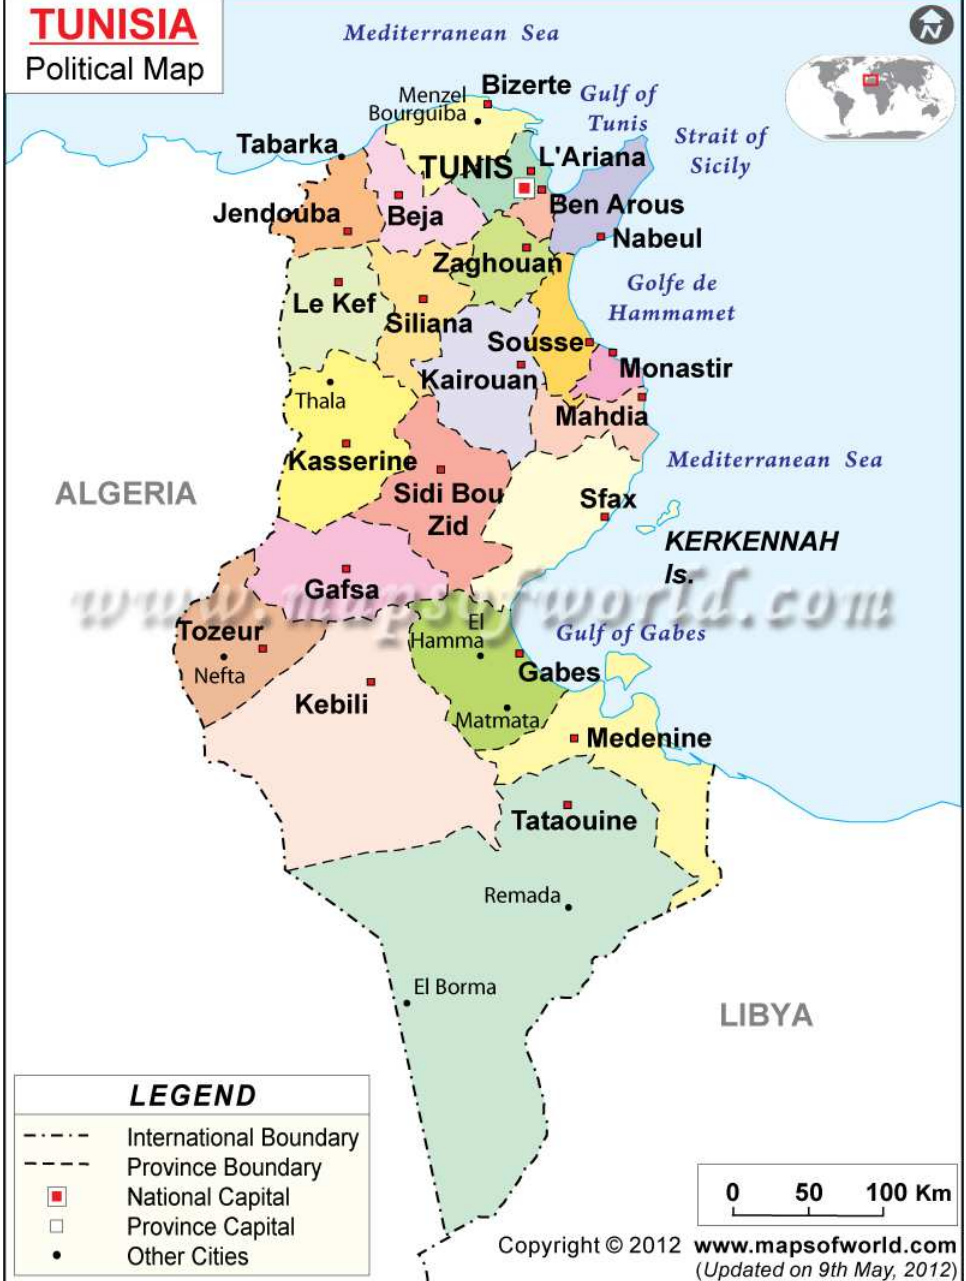 TUNISIA
Political Map
N
Mediterranean Sea
Bizerte
Menzel
Bourguiba
Gulf of
Tunis
Strait of
Sicily
Tabarka
TUNIS
L'Ariana
Jendouba
Beja
Ben Arous
Nabeul
Zaghouan
Le Kef
Siliana
Golfe de
Hammamet
Sousse
Kairouan
Monastir
Thala
Mahdia
Kasserine
Mediterranean Sea
ALGERIA
Sidi Bou
Zid
Sfax
KERKENNAH
Is.
Gafsa
www.mapsofworld.com
Tozeur
El
Hamma
Gulf of Gabes
Nefta
Gabes
Kebili
Matmata
Medenine
Tataouine
Remada
El Borma
LIBYA
LEGEND
International Boundary
Province Boundary
National Capital
Province Capital
Other Cities
0 50 100 Km
Copyright © 2012 www.mapsofworld.com
(Updated on 9th May, 2012)